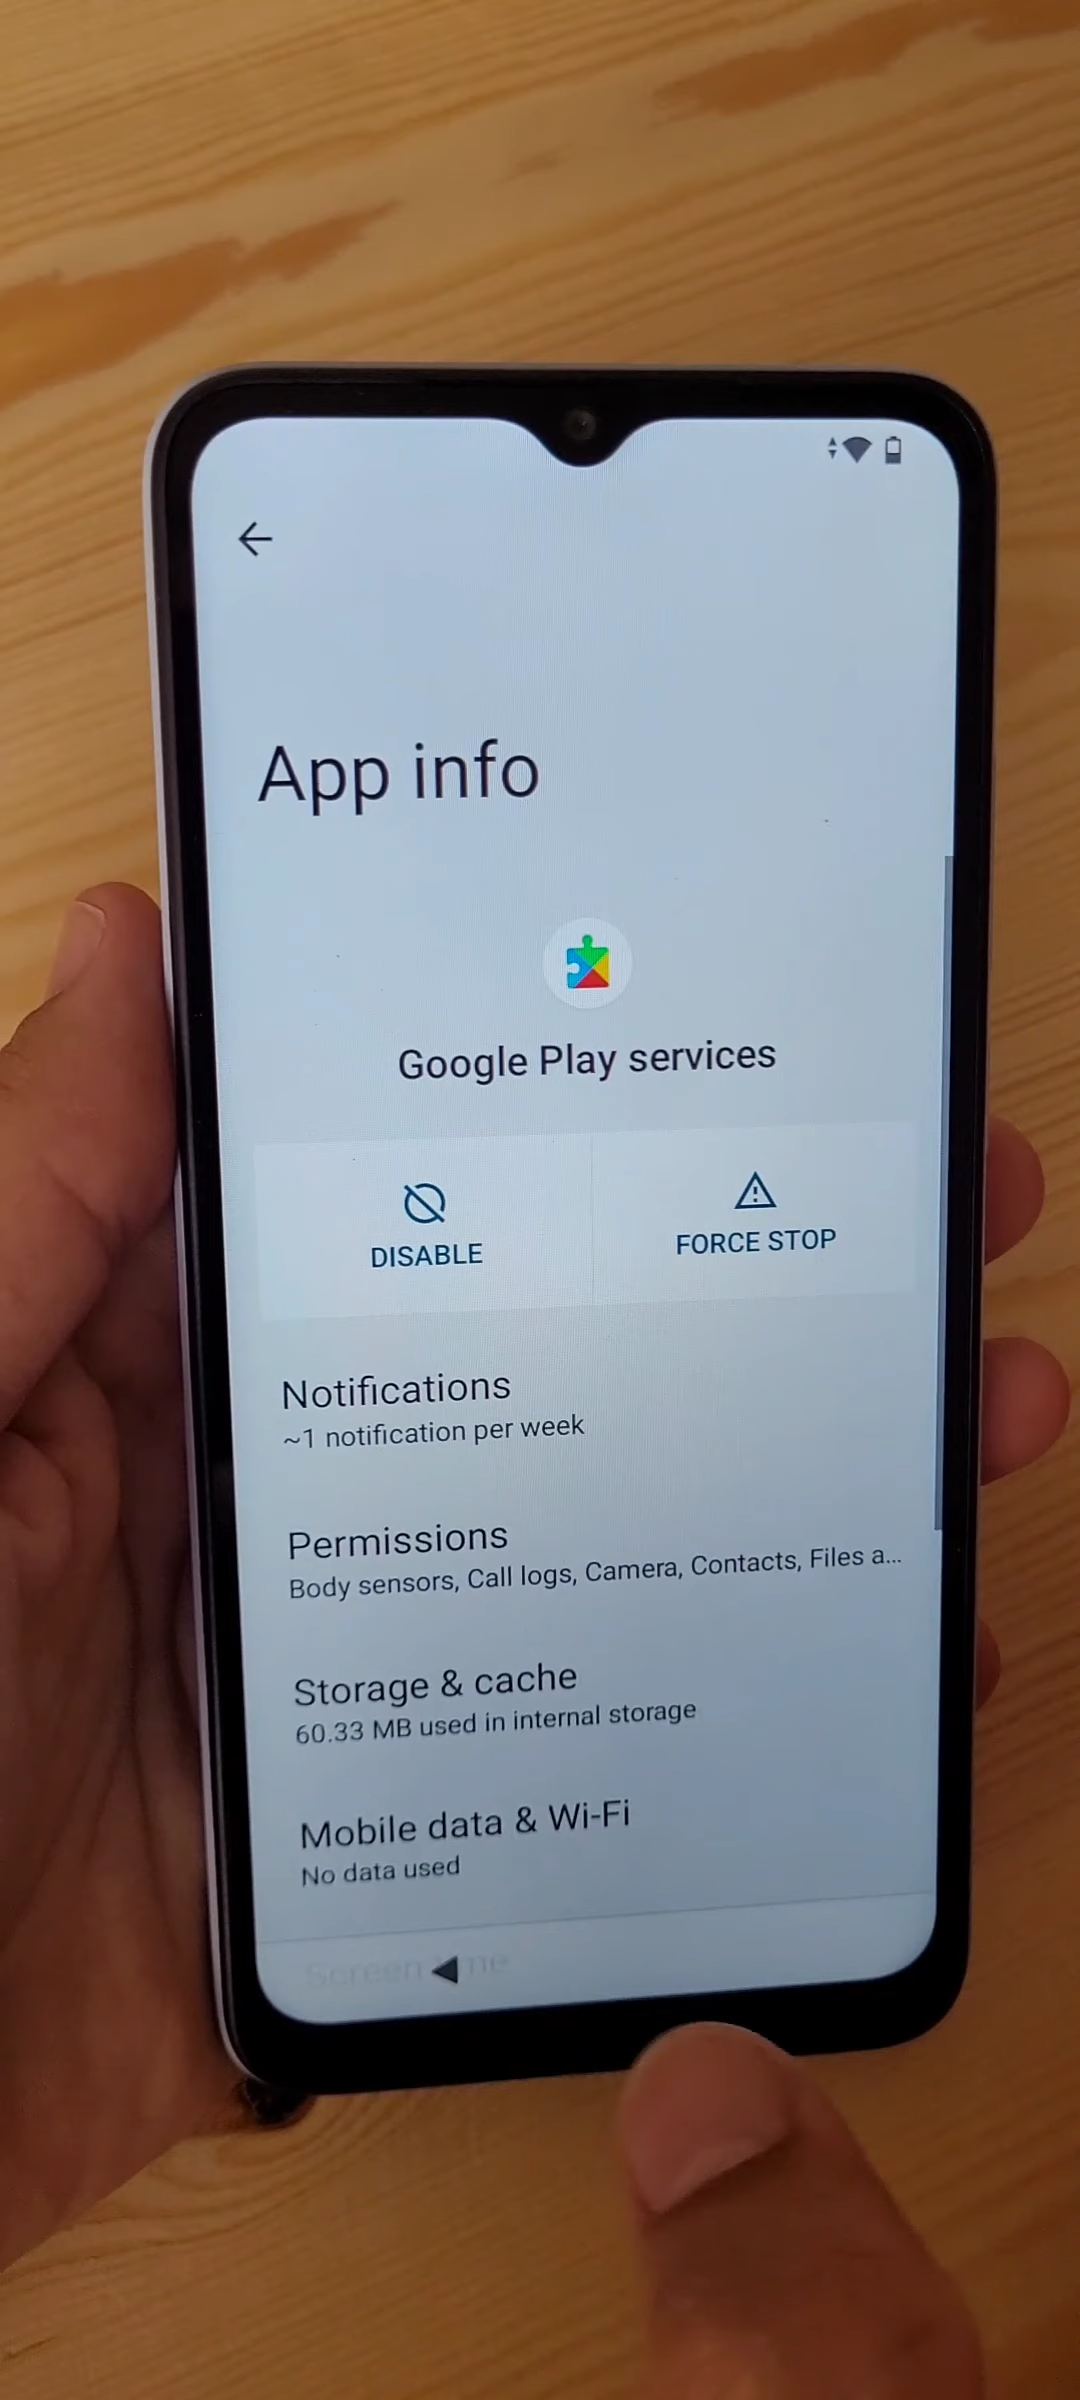 App info
Google Play services
DISABLE
FORCE STOP
Notifications
~1 notification per week
Permissions
Body sensors, Call logs, Camera, Contacts, Files a...
Storage & cache
60.33 MB used in internal storage
Mobile data & Wi-Fi
No data used
Screen